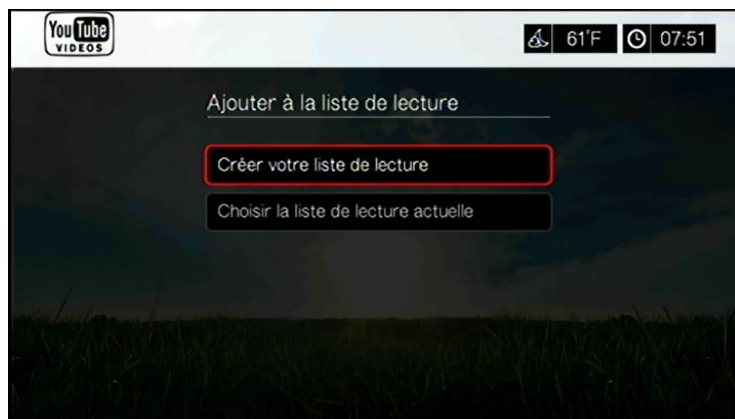 You Tube
VIDEOS
61°F 07:51
Ajouter à la liste de lecture
Créer votre liste de lecture
Choisir la liste de lecture actuelle